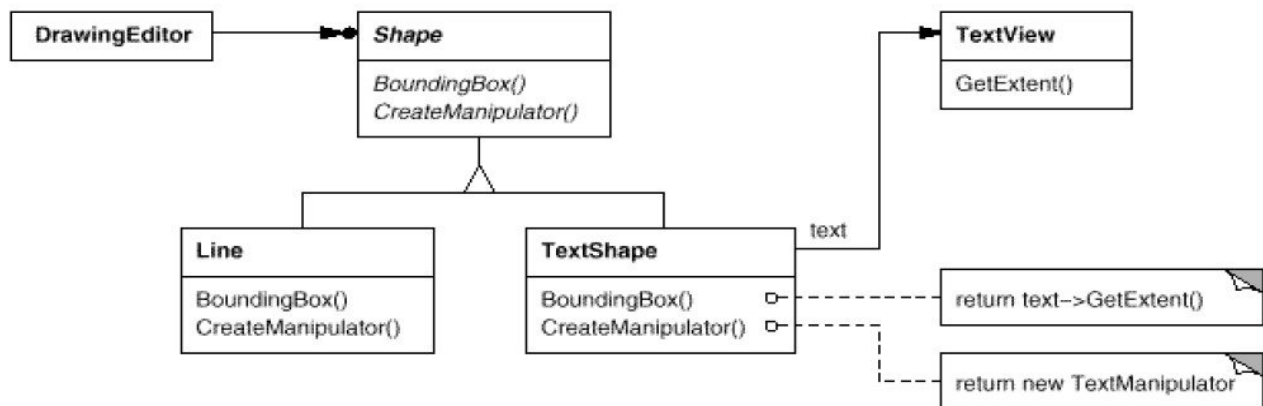 DrawingEditor
Shape
BoundingBox()
CreateManipulator()
TextView
GetExtent()
Line
BoundingBox()
CreateManipulator()
TextShape
BoundingBox()
CreateManipulator()
text
return text–>GetExtent()
return new TextManipulator